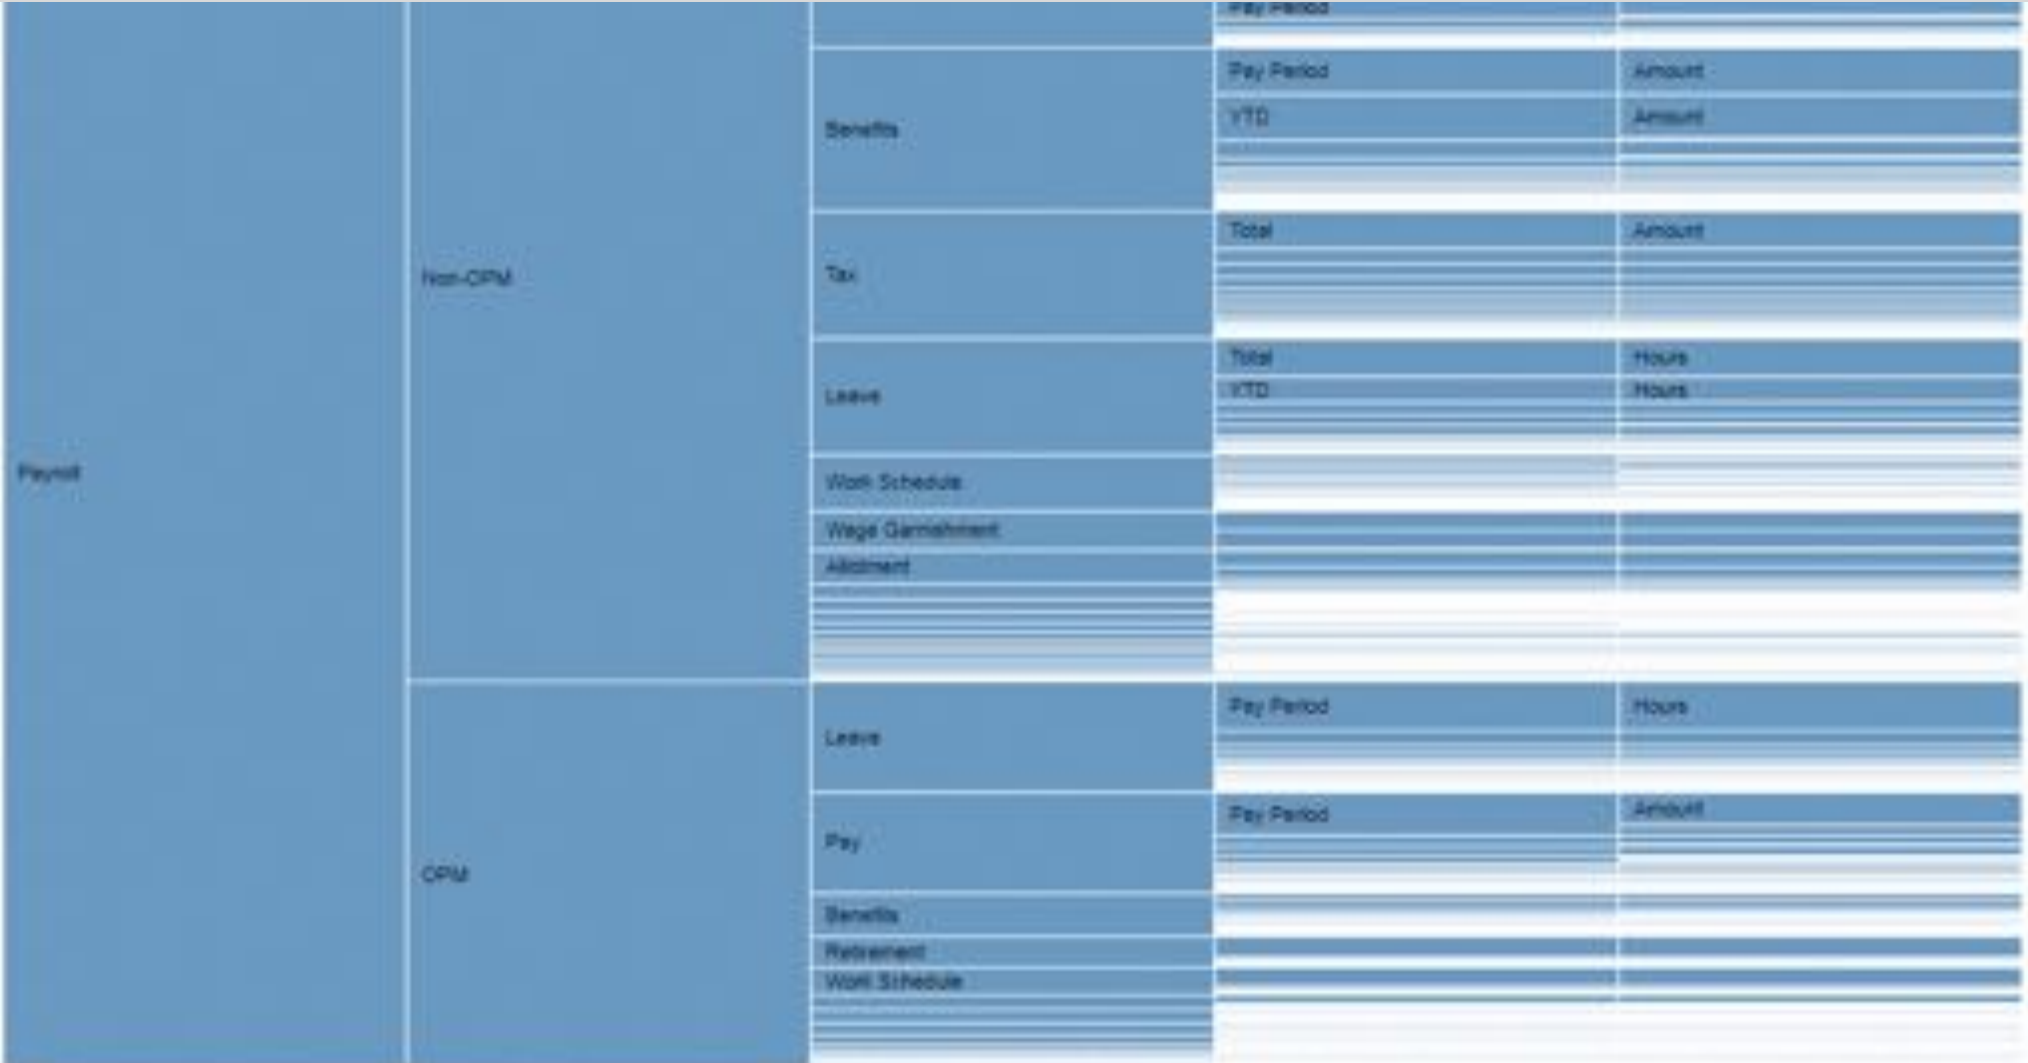 Payroll
Non-OPM
Pay Period
Benefits
Pay Period
Amount
YTD
Amount
Tax
Total
Amount
Leave
Total
Hours
YTD
Hours
Work Schedule
Wage Garnishment
Allotment
OPM
Leave
Pay Period
Hours
Pay
Pay Period
Amount
Benefits
Retirement
Work Schedule